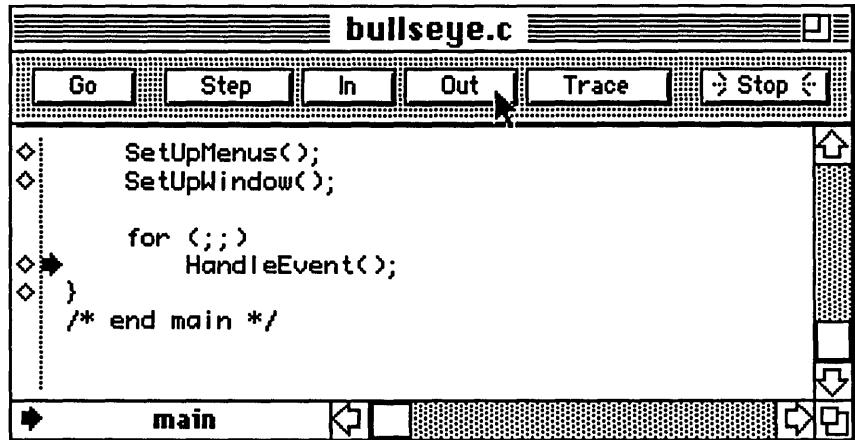 bullseye.c
Go Step In Out Trace Stop
SetUpMenus();
SetUpWindow();
for (;;)
HandleEvent();
}
/* end main */
main